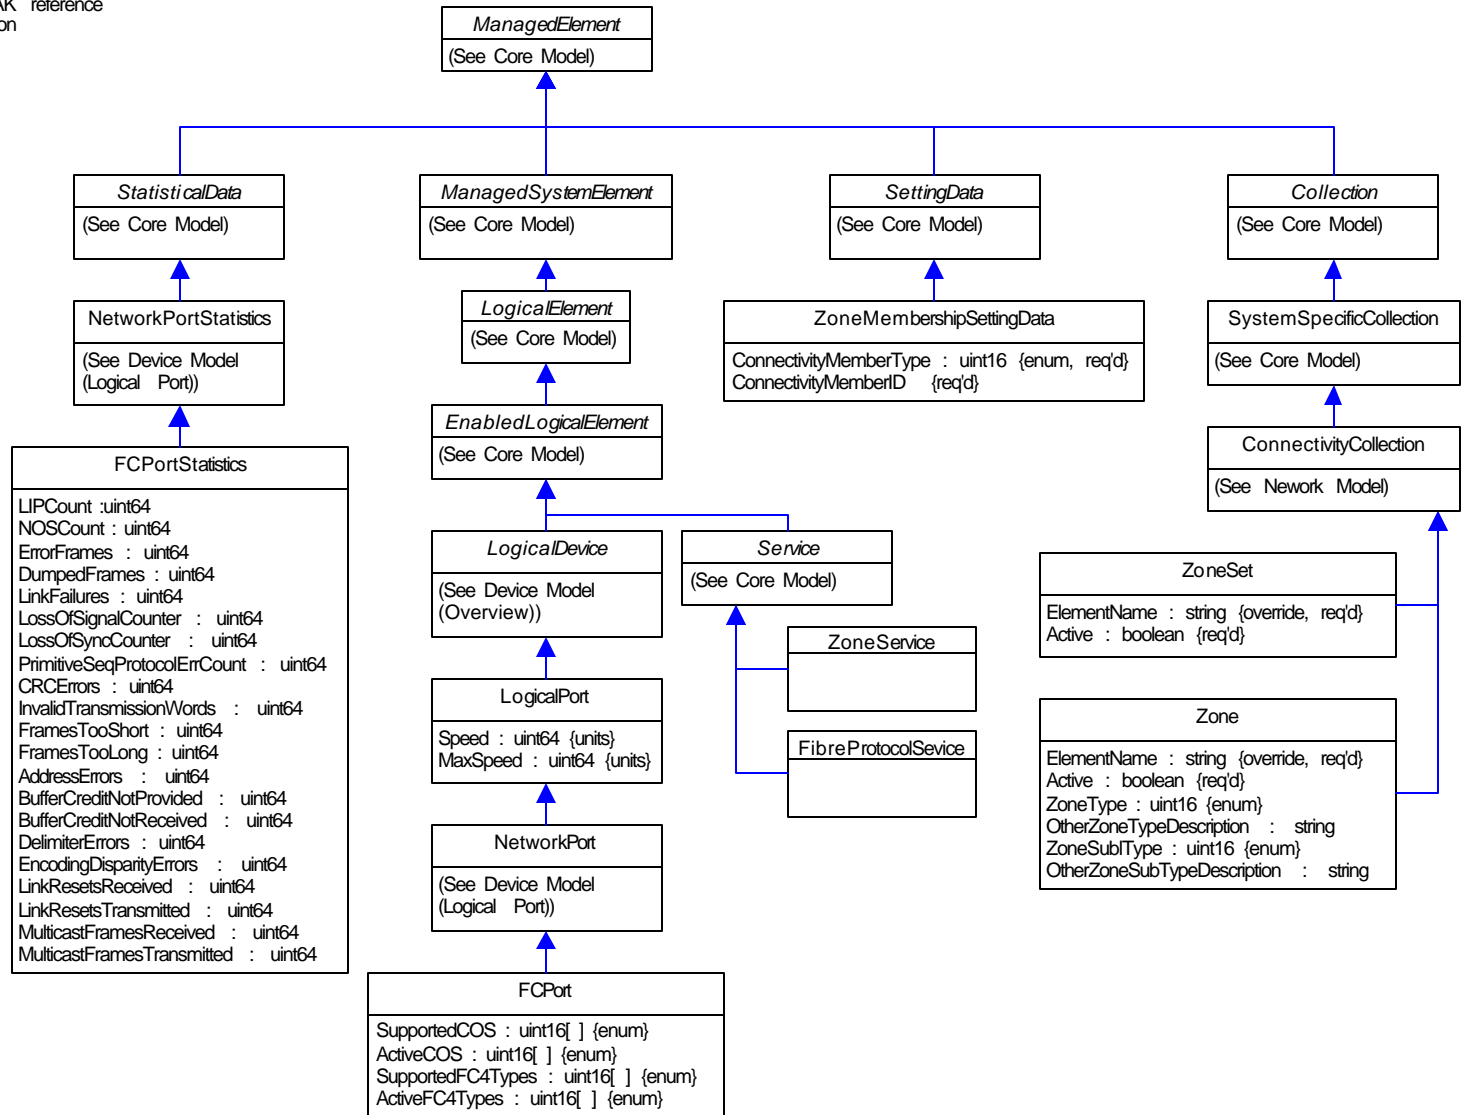 AK reference
on
ManagedElement
(See Core Model)
StatisticalData
(See Core Model)
ManagedSystemElement
(See Core Model)
SettingData
(See Core Model)
Collection
(See Core Model)
NetworkPortStatistics
(See Device Model
(Logical Port))
LogicalElement
(See Core Model)
ZoneMembershipSettingData
ConnectivityMemberType : uint16 {enum, req'd}
ConnectivityMemberID {req'd}
SystemSpecificCollection
(See Core Model)
EnabledLogicalElement
(See Core Model)
ConnectivityCollection
(See Nework Model)
FCPortStatistics
LIPCount :uint64
NOSCount : uint64
ErrorFrames : uint64
DumpedFrames : uint64
LinkFailures : uint64
LossOfSignalCounter : uint64
LossOfSyncCounter : uint64
PrimitiveSeqProtocolErrCount : uint64
CRCErrors : uint64
InvalidTransmissionWords : uint64
FramesTooShort : uint64
FramesTooLong : uint64
AddressErrors : uint64
BufferCreditNotProvided : uint64
BufferCreditNotReceived : uint64
DelimiterErrors : uint64
EncodingDisparityErrors : uint64
LinkResetsReceived : uint64
LinkResetsTransmitted : uint64
MulticastFramesReceived : uint64
MulticastFramesTransmitted : uint64
LogicalDevice
(See Device Model
(Overview))
Service
(See Core Model)
ZoneService
FibreProtocolSevice
LogicalPort
Speed : uint64 {units}
MaxSpeed : uint64 {units}
NetworkPort
(See Device Model
(Logical Port))
FCPort
SupportedCOS : uint16[ ] {enum}
ActiveCOS : uint16[ ] {enum}
SupportedFC4Types : uint16[ ] {enum}
ActiveFC4Types : uint16[ ] {enum}
ZoneSet
ElementName : string {override, req'd}
Active : boolean {req'd}
Zone
ElementName : string {override, req'd}
Active : boolean {req'd}
ZoneType : uint16 {enum}
OtherZoneTypeDescription : string
ZoneSublType : uint16 {enum}
OtherZoneSubTypeDescription : string